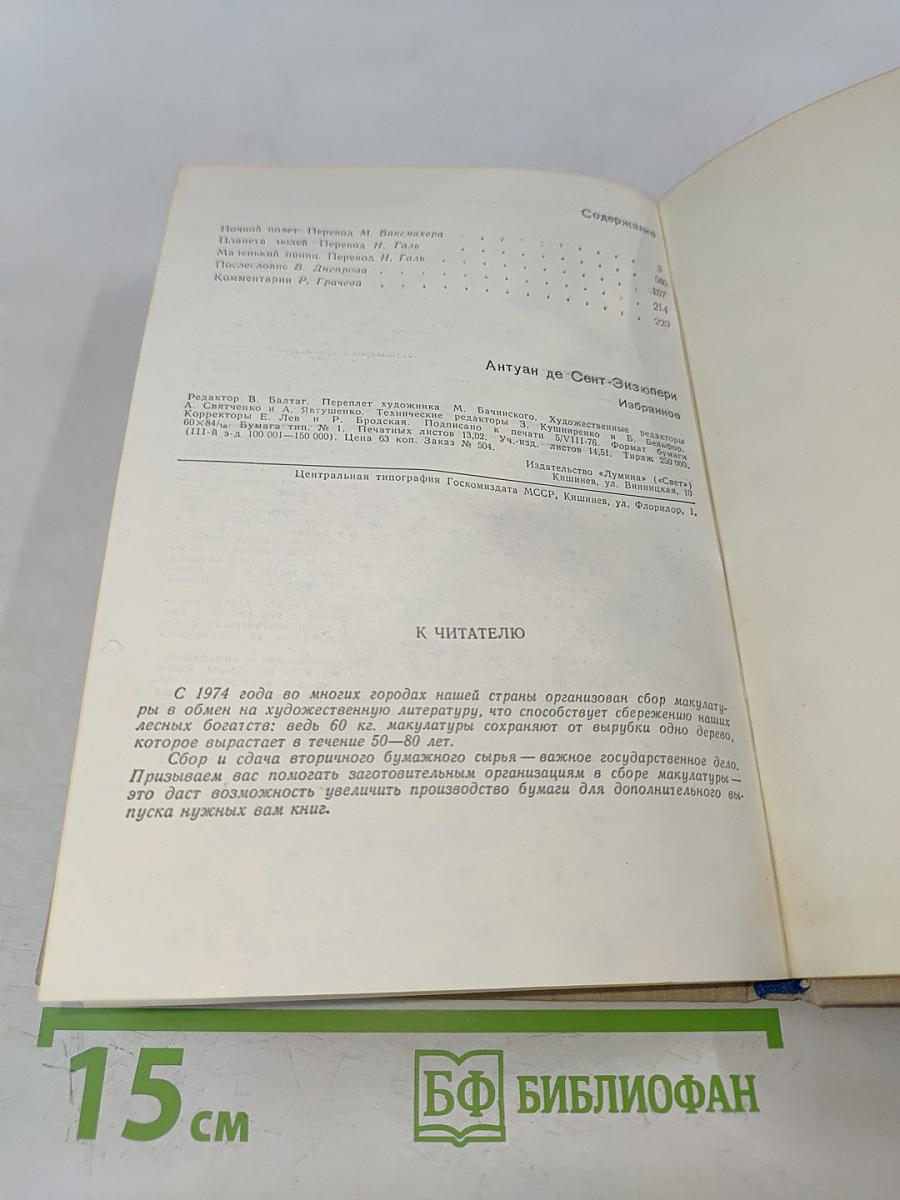 Содержание
Ночной полет Перевод М. Ваксмахера 3
Планета людей Перевод Н. Галь
Маленький принц Перевод Н. Галь 157
Послесловие В. Днепрова 214
Комментарии Р. Грачева 229
Антуан де Сент-Экзюпери
Избранное
Редактор В. Балтаг. Переплет художника М. Бачинского. Художественные редакторы
А. Святченко и А. Явтушенко. Технические редакторы З. Кушниренко и Б. Бельфор.
Корректоры Е. Лев и Р. Бродская. Подписано к печати 5/VIII-76. Формат бумаги
60×84/16. Бумага тип. № 1. Печатных листов 13,02. Уч.-изд. листов 14,51. Тираж 250 000.
(III-й з-д 100 001—150 000). Цена 63 коп. Заказ № 504.
Издательство «Лумина» («Свет»)
Кишинев, ул. Винницкая, 10
Центральная типография Госкомиздата МССР, Кишинев, ул. Флорилор, 1.
К ЧИТАТЕЛЮ
С 1974 года во многих городах нашей страны организован сбор макулату-
ры в обмен на художественную литературу, что способствует сбережению наших
лесных богатств: ведь 60 кг. макулатуры сохраняют от вырубки одно дерево,
которое вырастает в течение 50—80 лет.
Сбор и сдача вторичного бумажного сырья — важное государственное дело.
Призываем вас помогать заготовительным организациям в сборе макулатуры —
это даст возможность увеличить производство бумаги для дополнительного вы-
пуска нужных вам книг.
15 см
БФ БИБЛИОФАН